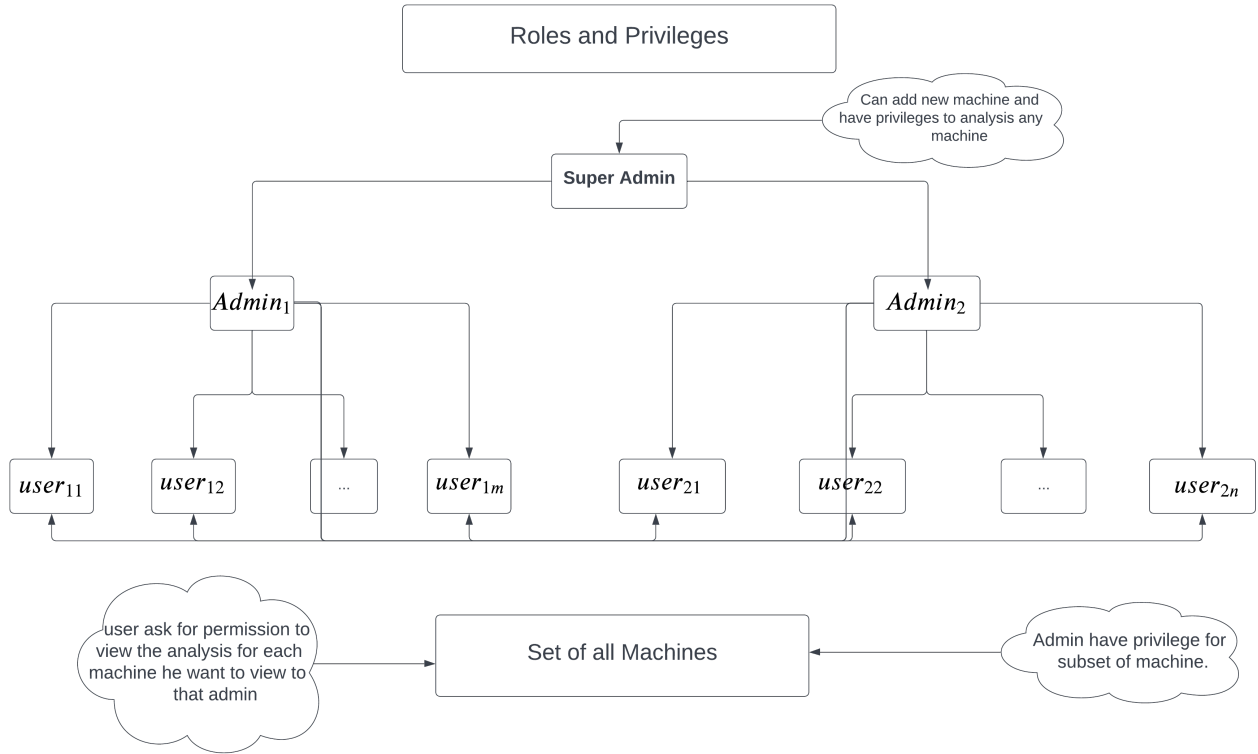 Roles and Privileges
Can add new machine and
have privileges to analysis any
machine
Super Admin
Admin₁
Admin₂
user₁₁
user₁₂
...
user₁ₘ
user₂₁
user₂₂
...
user₂ₙ
user ask for permission to
view the analysis for each
machine he want to view to
that admin
Set of all Machines
Admin have privilege for
subset of machine.